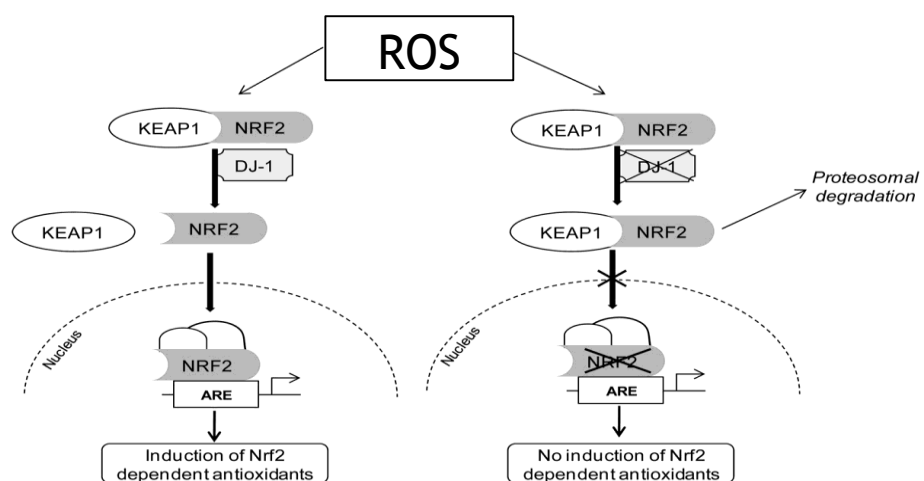 ROS
KEAP1 NRF2
DJ-1
KEAP1
NRF2
Nucleus
NRF2
ARE
Induction of Nrf2
dependent antioxidants
KEAP1 NRF2
DJ-1
KEAP1 NRF2
Proteosomal
degradation
Nucleus
NRF2
ARE
No induction of Nrf2
dependent antioxidants